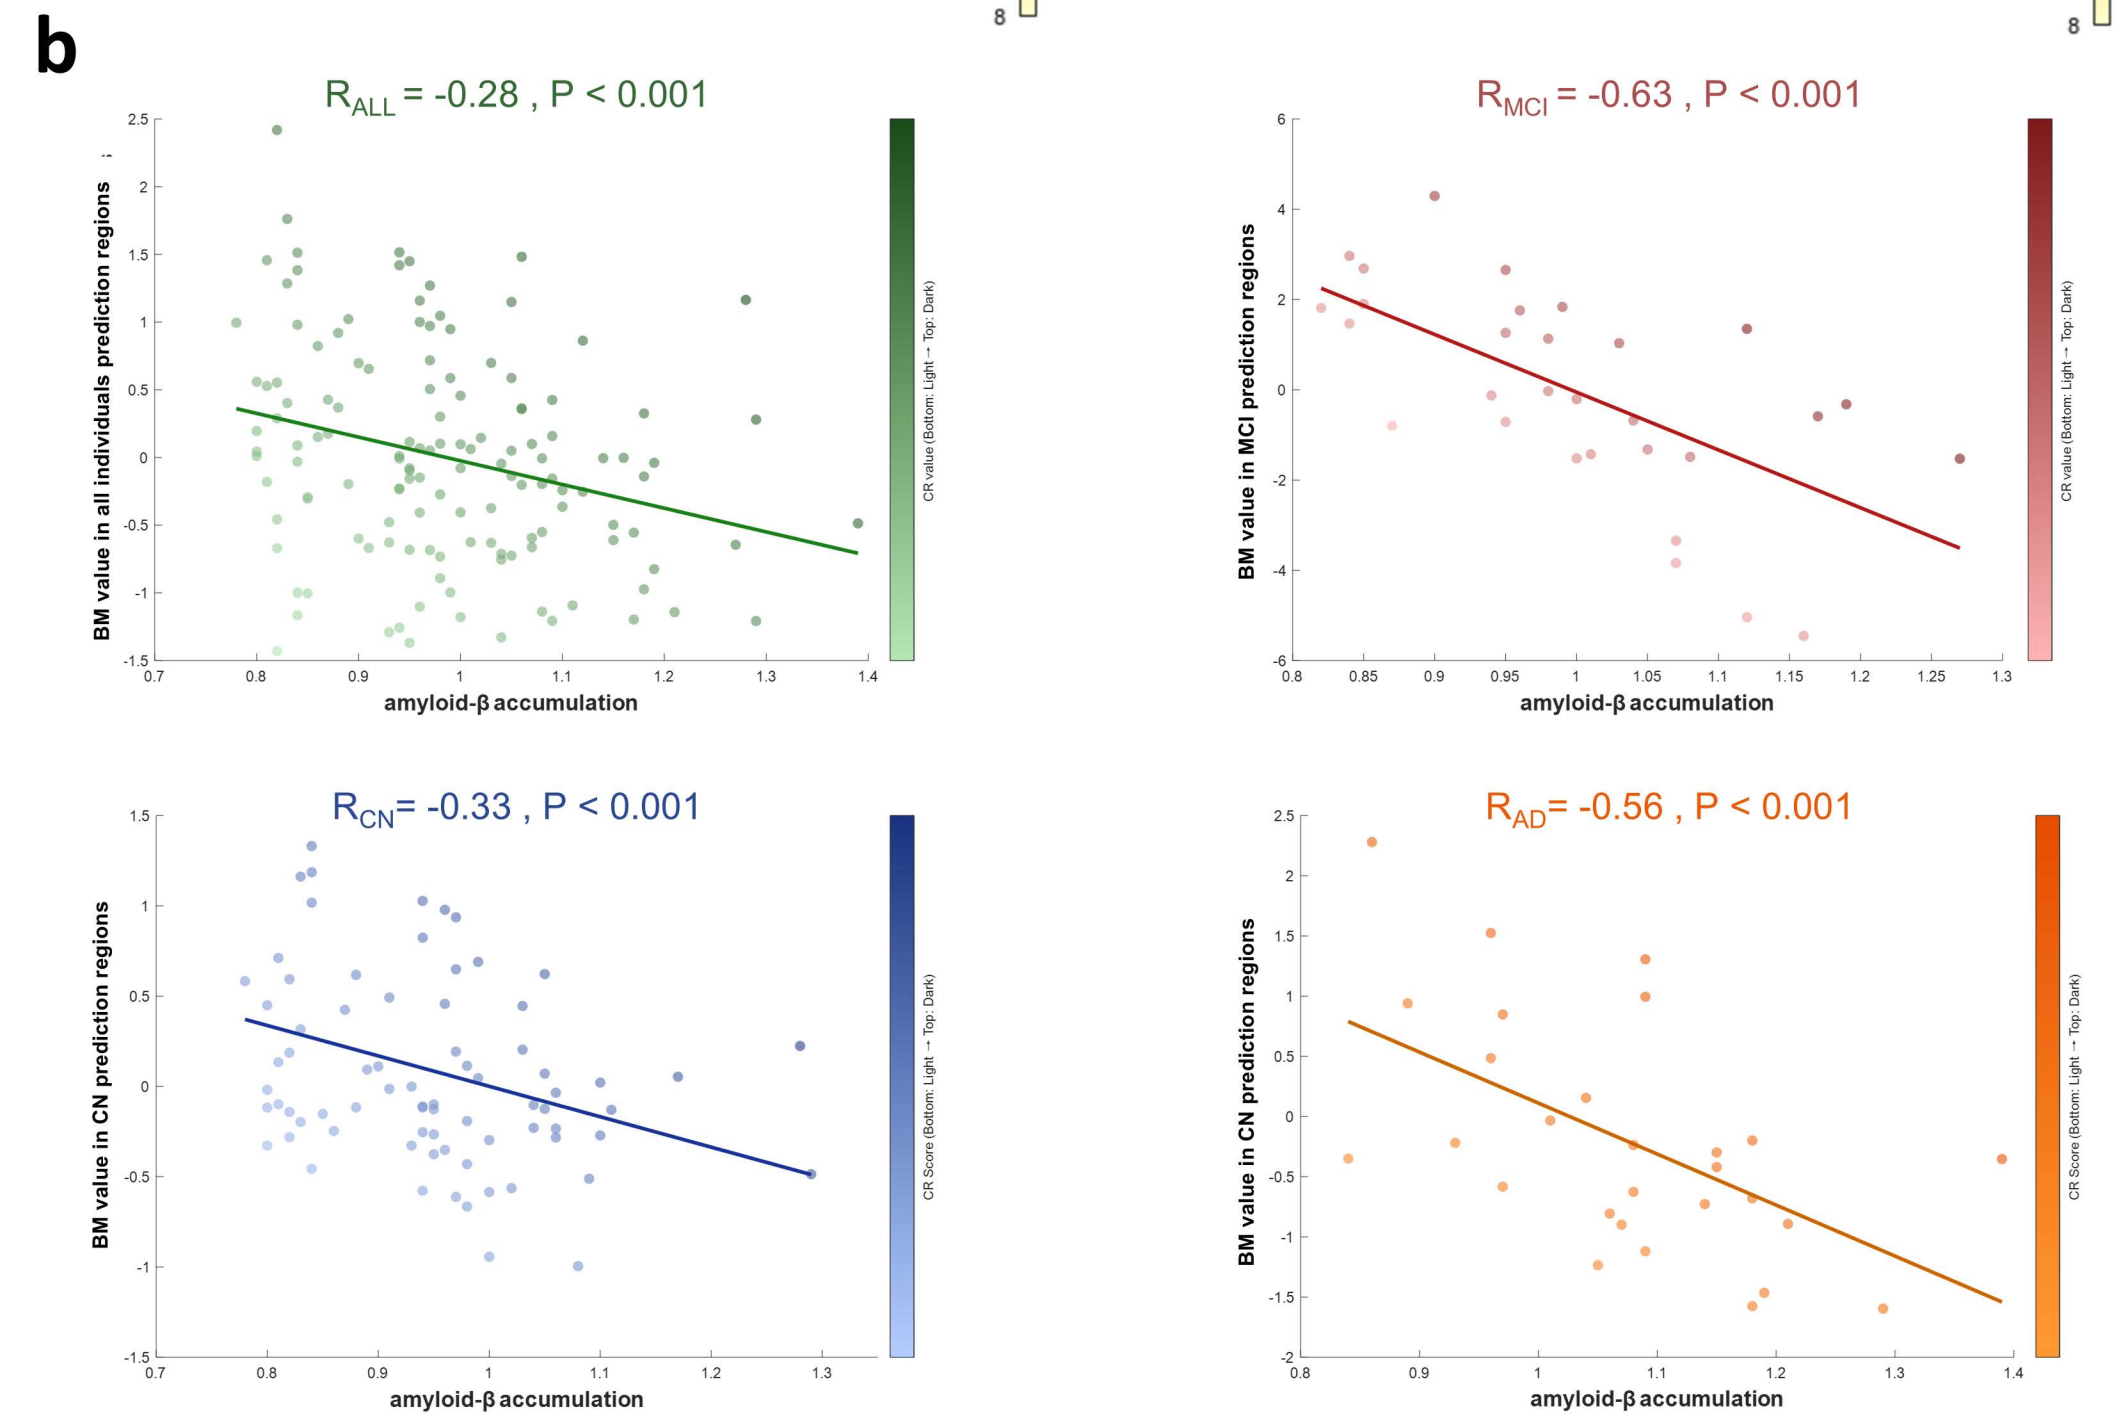 8
8
b
R_ALL = -0.28 , P < 0.001
2.5
2
1.5
1
0.5
0
-0.5
-1
-1.5
0.7 0.8 0.9 1 1.1 1.2 1.3 1.4
BM value in all individuals prediction regions
amyloid-β accumulation
CR value (Bottom: Light → Top: Dark)
R_MCI = -0.63 , P < 0.001
6
4
2
0
-2
-4
-6
0.8 0.85 0.9 0.95 1 1.05 1.1 1.15 1.2 1.25 1.3
BM value in MCI prediction regions
amyloid-β accumulation
CR value (Bottom: Light → Top: Dark)
R_CN= -0.33 , P < 0.001
1.5
1
0.5
0
-0.5
-1
-1.5
0.7 0.8 0.9 1 1.1 1.2 1.3
BM value in CN prediction regions
amyloid-β accumulation
CR Score (Bottom: Light → Top: Dark)
R_AD= -0.56 , P < 0.001
2.5
2
1.5
1
0.5
0
-0.5
-1
-1.5
-2
0.8 0.9 1 1.1 1.2 1.3 1.4
BM value in CN prediction regions
amyloid-β accumulation
CR Score (Bottom: Light → Top: Dark)